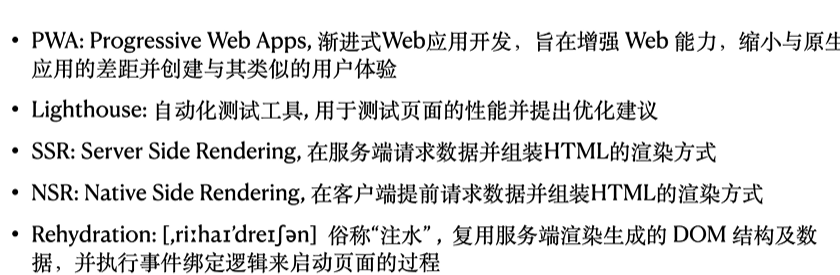 • PWA: Progressive Web Apps, 渐进式Web应用开发，旨在增强 Web 能力，缩小与原生
应用的差距并创建与其类似的用户体验
• Lighthouse: 自动化测试工具, 用于测试页面的性能并提出优化建议
• SSR: Server Side Rendering, 在服务端请求数据并组装HTML的渲染方式
• NSR: Native Side Rendering, 在客户端提前请求数据并组装HTML的渲染方式
• Rehydration: [,riːhaɪ'dreɪʃən] 俗称“注水”，复用服务端渲染生成的 DOM 结构及数
据，并执行事件绑定逻辑来启动页面的过程